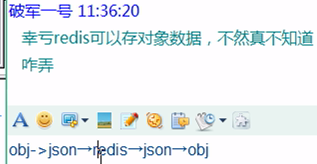 破军一号 11:36:20
幸亏redis可以存对象数据，不然真不知道
咋弄
A
obj->json→redis→json→obj